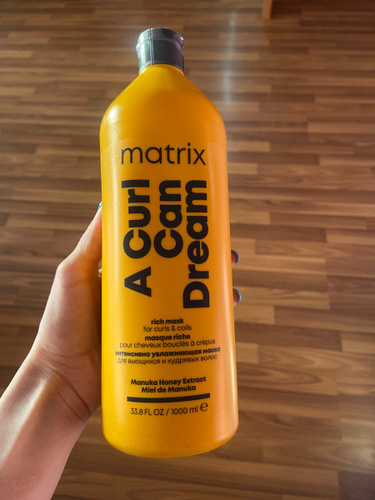 matrix
A Curl
Can
Dream
rich mask
for curls & coils
masque riche
pour cheveux bouclés à crépus
интенсивно увлажняющая маска
для вьющихся и кудрявых волос
Manuka Honey Extract
Miel de Manuka
33.8 FL OZ / 1000 ml ℮